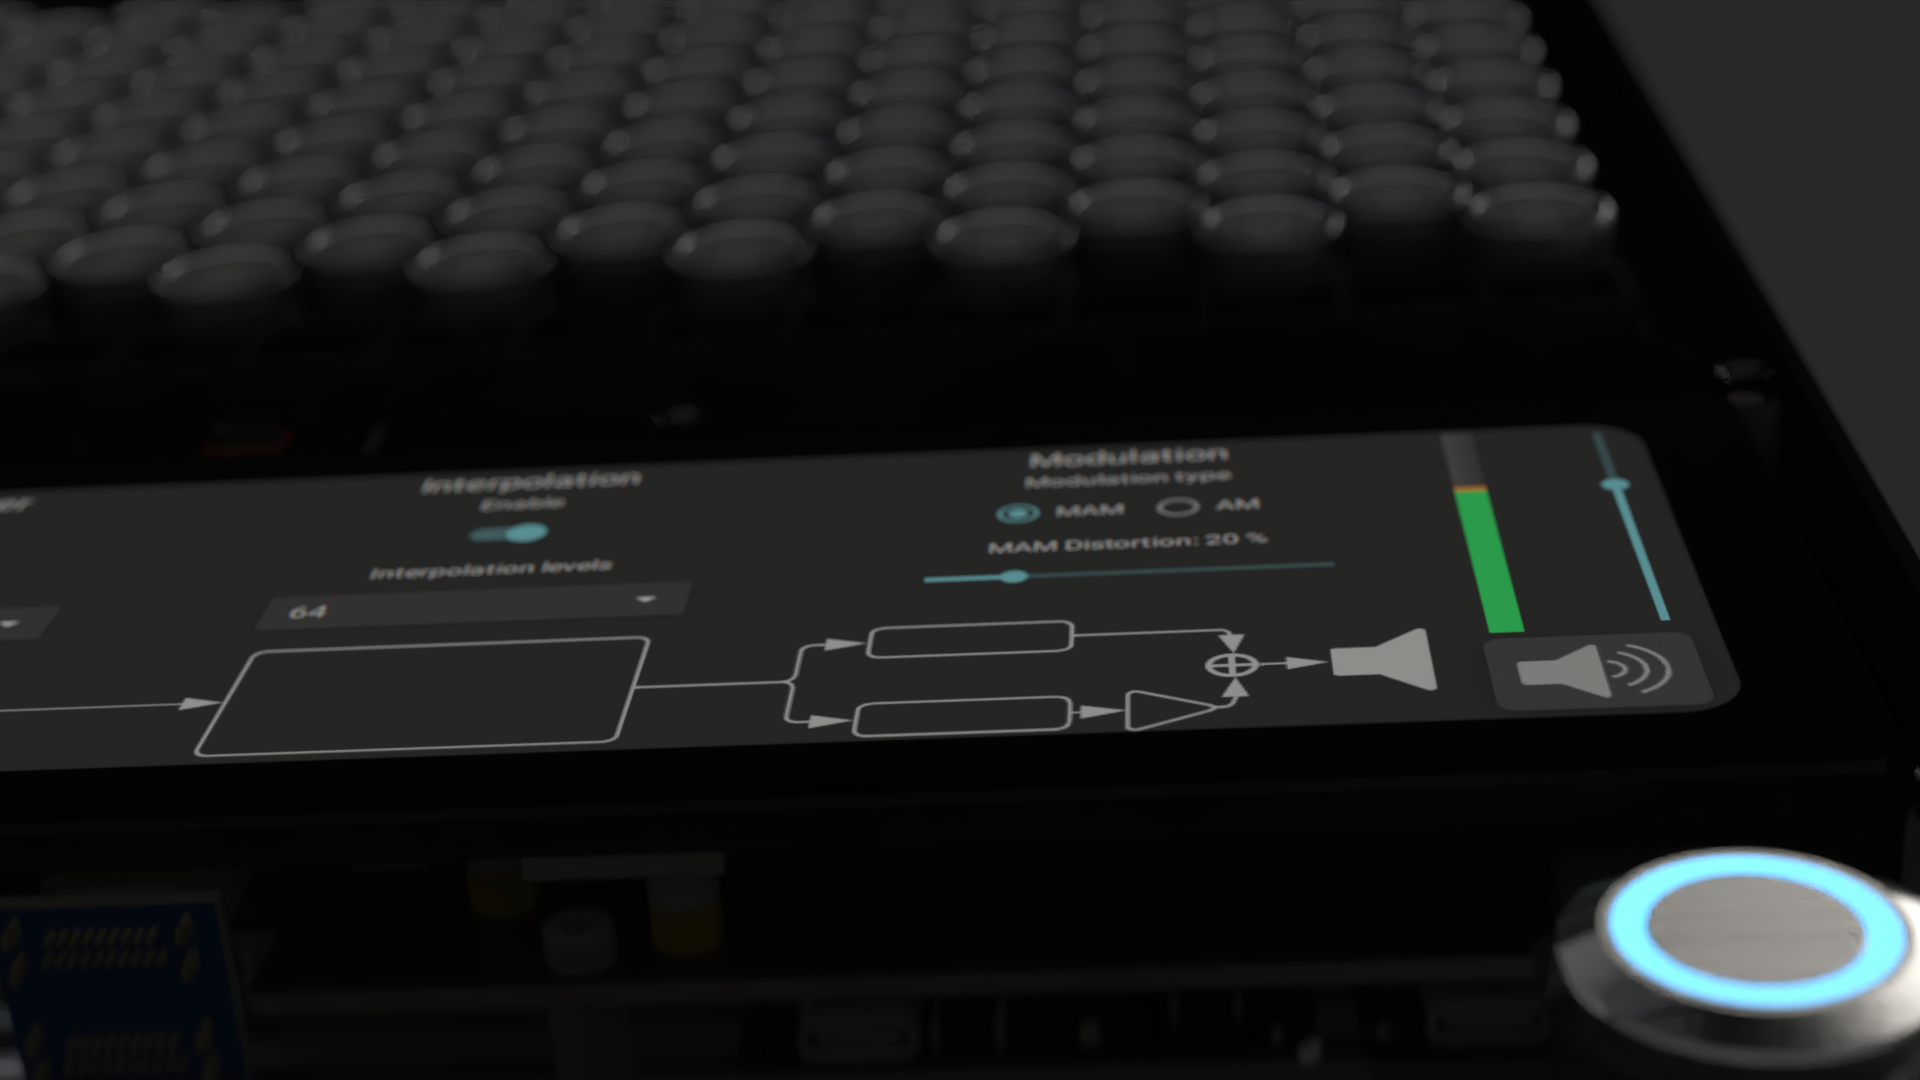 Interpolation
Enable
Interpolation levels
64
Modulation
Modulation type
MAM
AM
MAM Distortion: 20 %